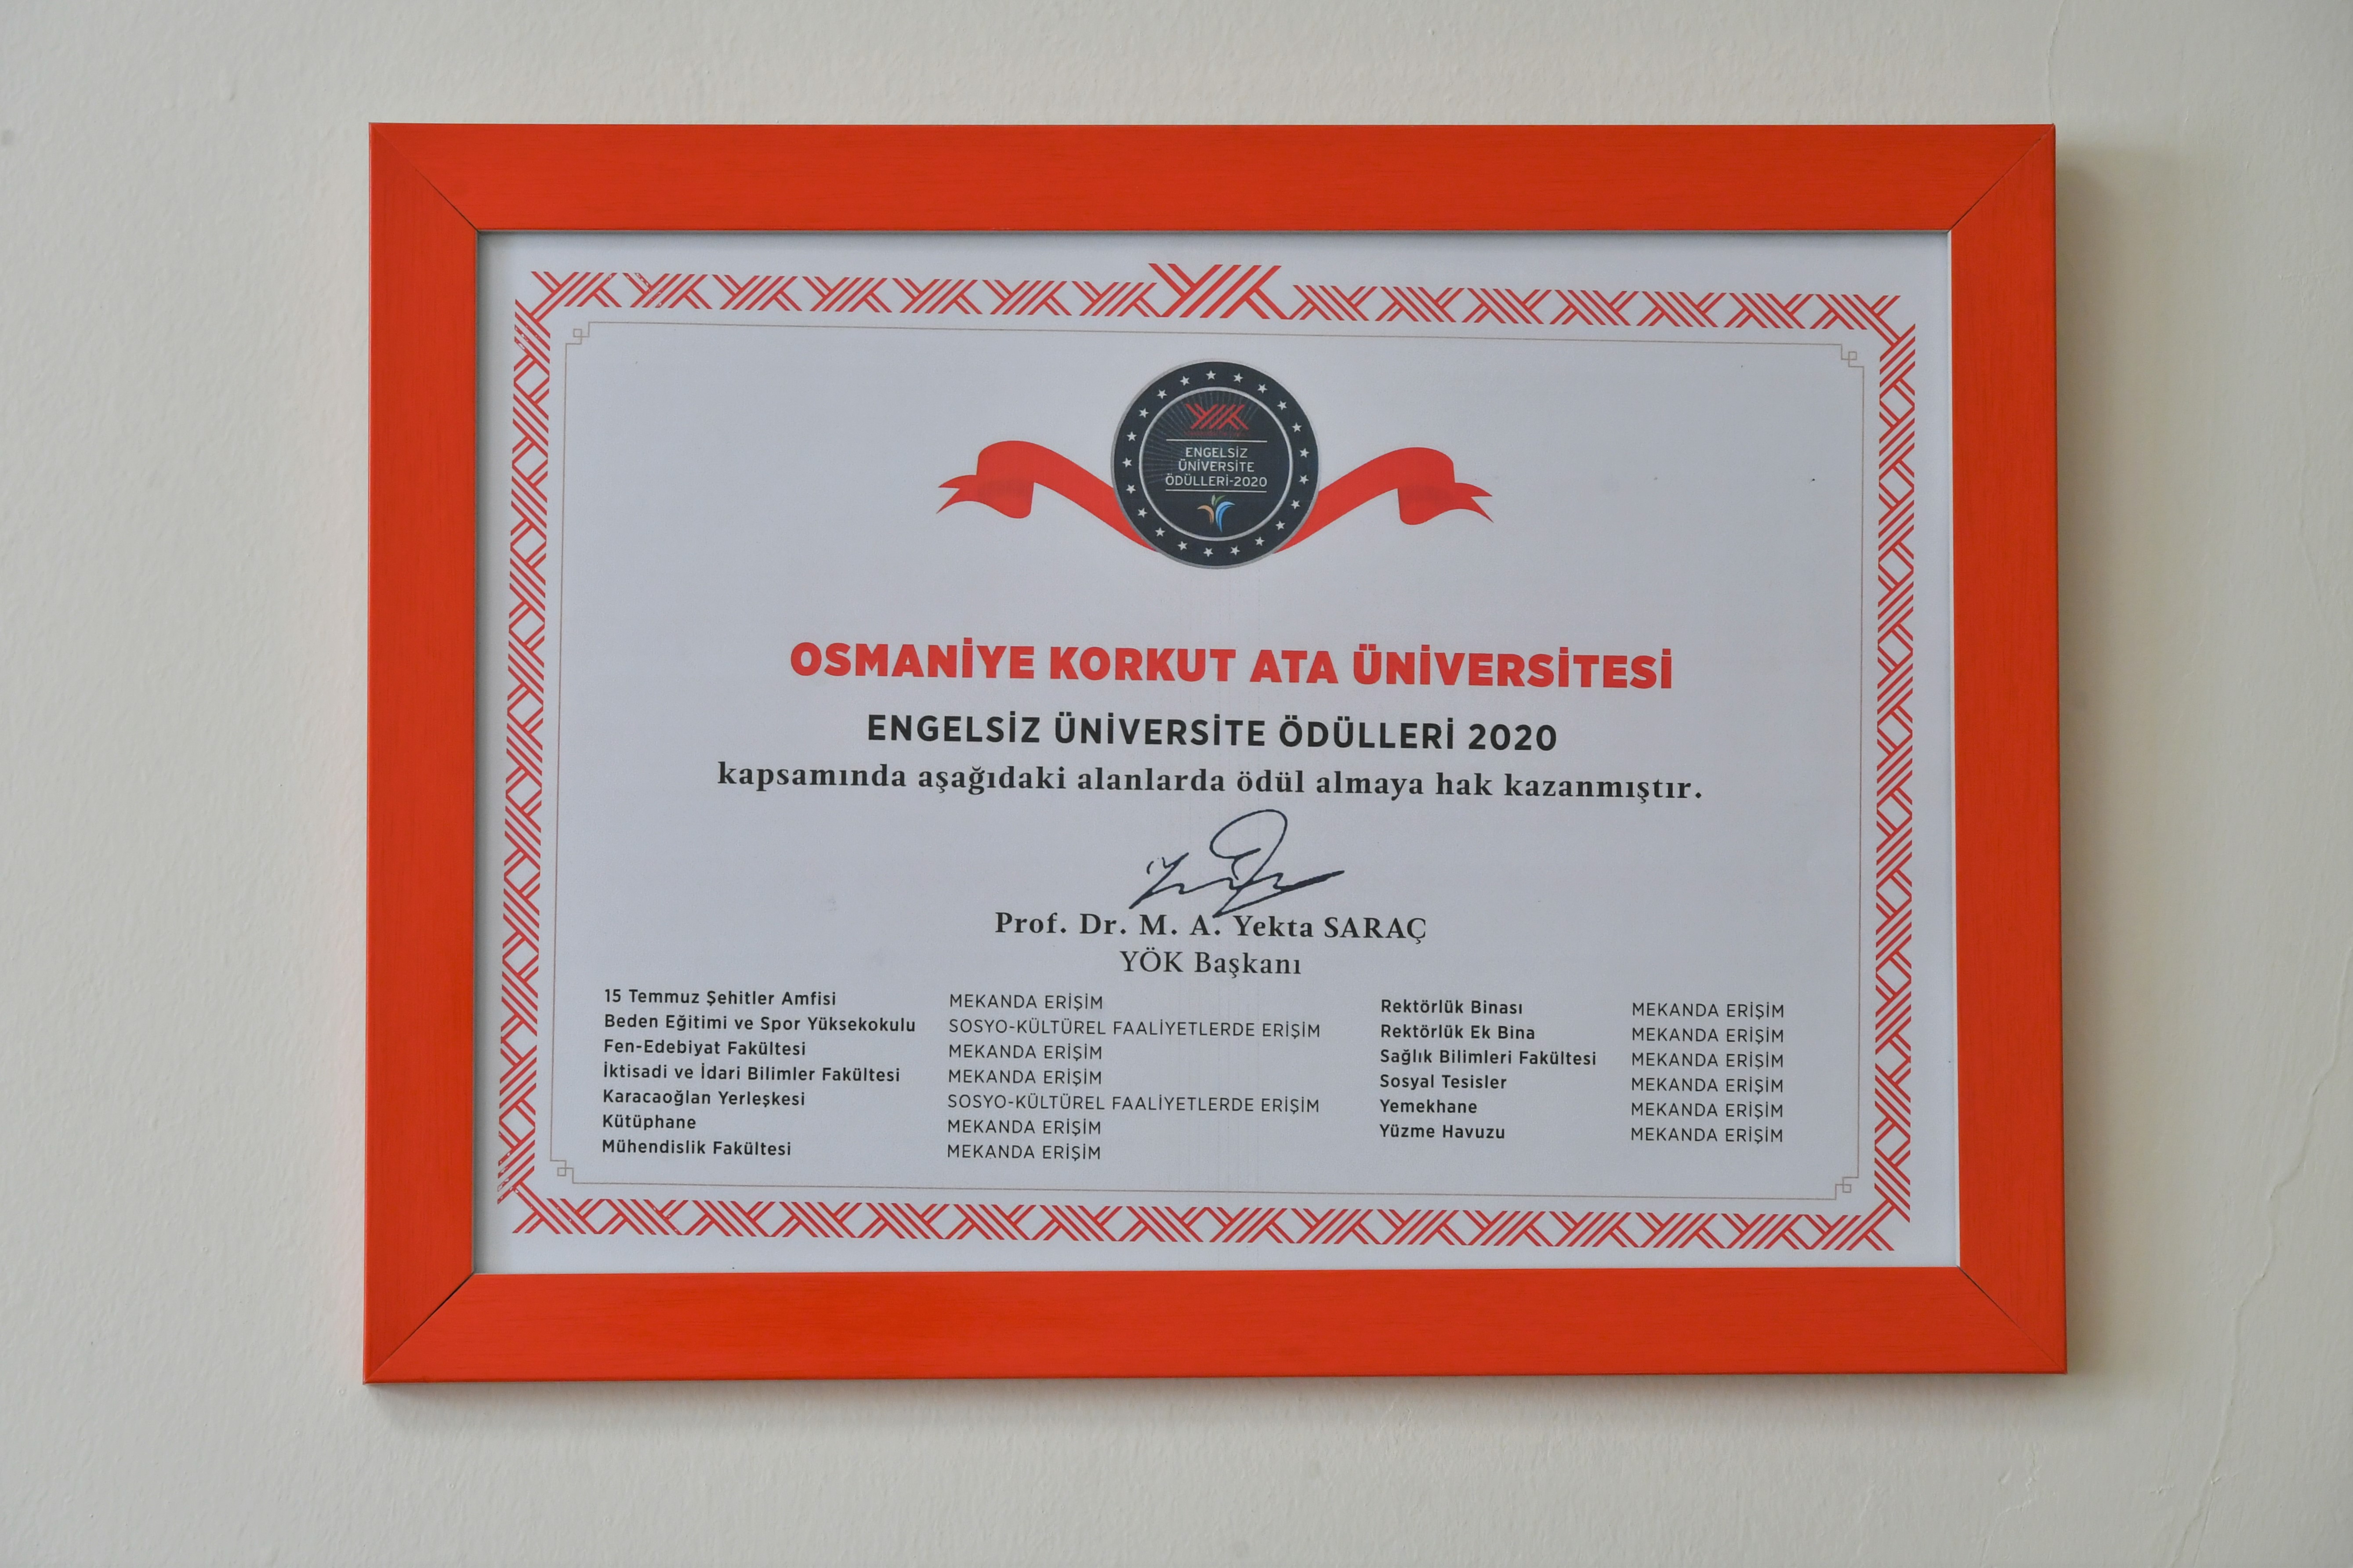 ENGELSİZ
ÜNİVERSİTE
ÖDÜLLERİ-2020
OSMANİYE KORKUT ATA ÜNİVERSİTESİ
ENGELSİZ ÜNİVERSİTE ÖDÜLLERİ 2020
kapsamında aşağıdaki alanlarda ödül almaya hak kazanmıştır.
Prof. Dr. M. A. Yekta SARAÇ
YÖK Başkanı
15 Temmuz Şehitler Amfisi MEKANDA ERİŞİM
Beden Eğitimi ve Spor Yüksekokulu SOSYO-KÜLTÜREL FAALİYETLERDE ERİŞİM
Fen-Edebiyat Fakültesi MEKANDA ERİŞİM
İktisadi ve İdari Bilimler Fakültesi MEKANDA ERİŞİM
Karacaoğlan Yerleşkesi SOSYO-KÜLTÜREL FAALİYETLERDE ERİŞİM
Kütüphane MEKANDA ERİŞİM
Mühendislik Fakültesi MEKANDA ERİŞİM
Rektörlük Binası MEKANDA ERİŞİM
Rektörlük Ek Bina MEKANDA ERİŞİM
Sağlık Bilimleri Fakültesi MEKANDA ERİŞİM
Sosyal Tesisler MEKANDA ERİŞİM
Yemekhane MEKANDA ERİŞİM
Yüzme Havuzu MEKANDA ERİŞİM